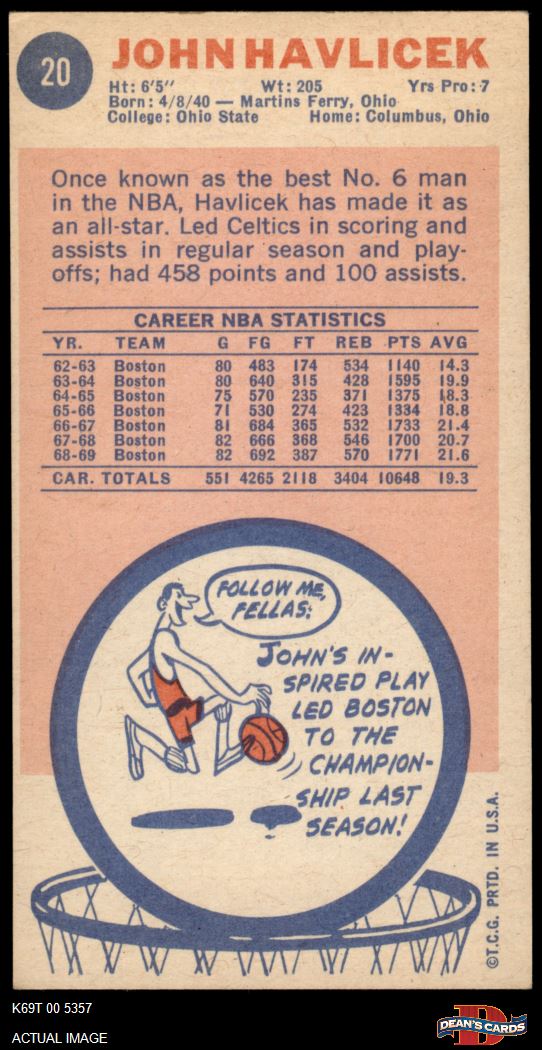 20
JOHN HAVLICEK
Ht: 6'5" Wt: 205 Yrs Pro: 7
Born: 4/8/40 — Martins Ferry, Ohio
College: Ohio State Home: Columbus, Ohio
Once known as the best No. 6 man
in the NBA, Havlicek has made it as
an all-star. Led Celtics in scoring and
assists in regular season and play-
offs; had 458 points and 100 assists.
CAREER NBA STATISTICS
YR. TEAM G FG FT REB PTS AVG
62-63 Boston 80 483 174 534 1140 14.3
63-64 Boston 80 640 315 428 1595 19.9
64-65 Boston 75 570 235 371 1375 18.3
65-66 Boston 71 530 274 423 1334 18.8
66-67 Boston 81 684 365 532 1733 21.4
67-68 Boston 82 666 368 546 1700 20.7
68-69 Boston 82 692 387 570 1771 21.6
CAR. TOTALS 551 4265 2118 3404 10648 19.3
FOLLOW ME,
FELLAS!
JOHN'S IN-
SPIRED PLAY
LED BOSTON
TO THE
CHAMPION-
SHIP LAST
SEASON!
©T.C.G. PRTD. IN U.S.A.
K69T 00 5357
ACTUAL IMAGE
D
DEAN'S CARDS